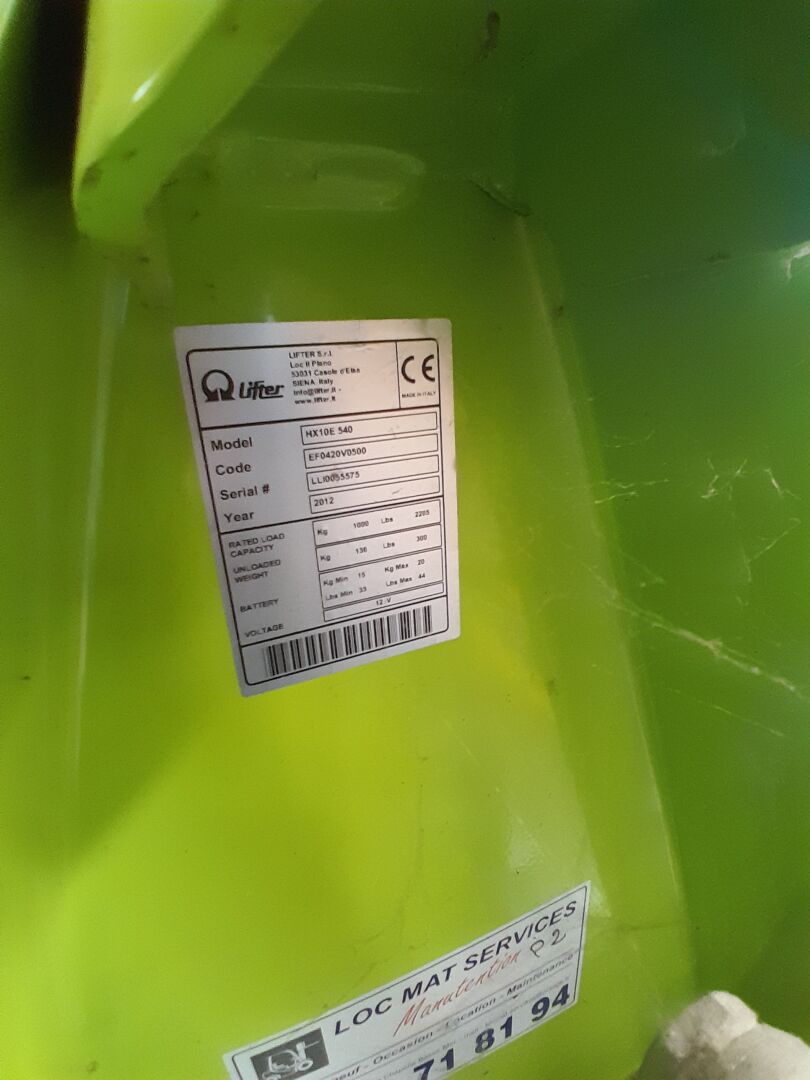 Lifter
LIFTER S.r.l.
Loc Il Piano
53031 Casole d'Elsa
SIENA Italy
info@lifter.it -
www.lifter.it
CE
MADE IN ITALY
Model HX10E 540
Code EF0420V0500
Serial # LLI0055575
Year 2012
RATED LOAD CAPACITY Kg 1000 Lbs 2205
UNLOADED WEIGHT Kg 136 Lbs 300
BATTERY Kg Min 15 Kg Max 20
Lbs Min 33 Lbs Max 44
VOLTAGE 12 -V
LOC MAT SERVICES
Manutention P2
euf - Occasion - Location - Maintenance
71 81 94